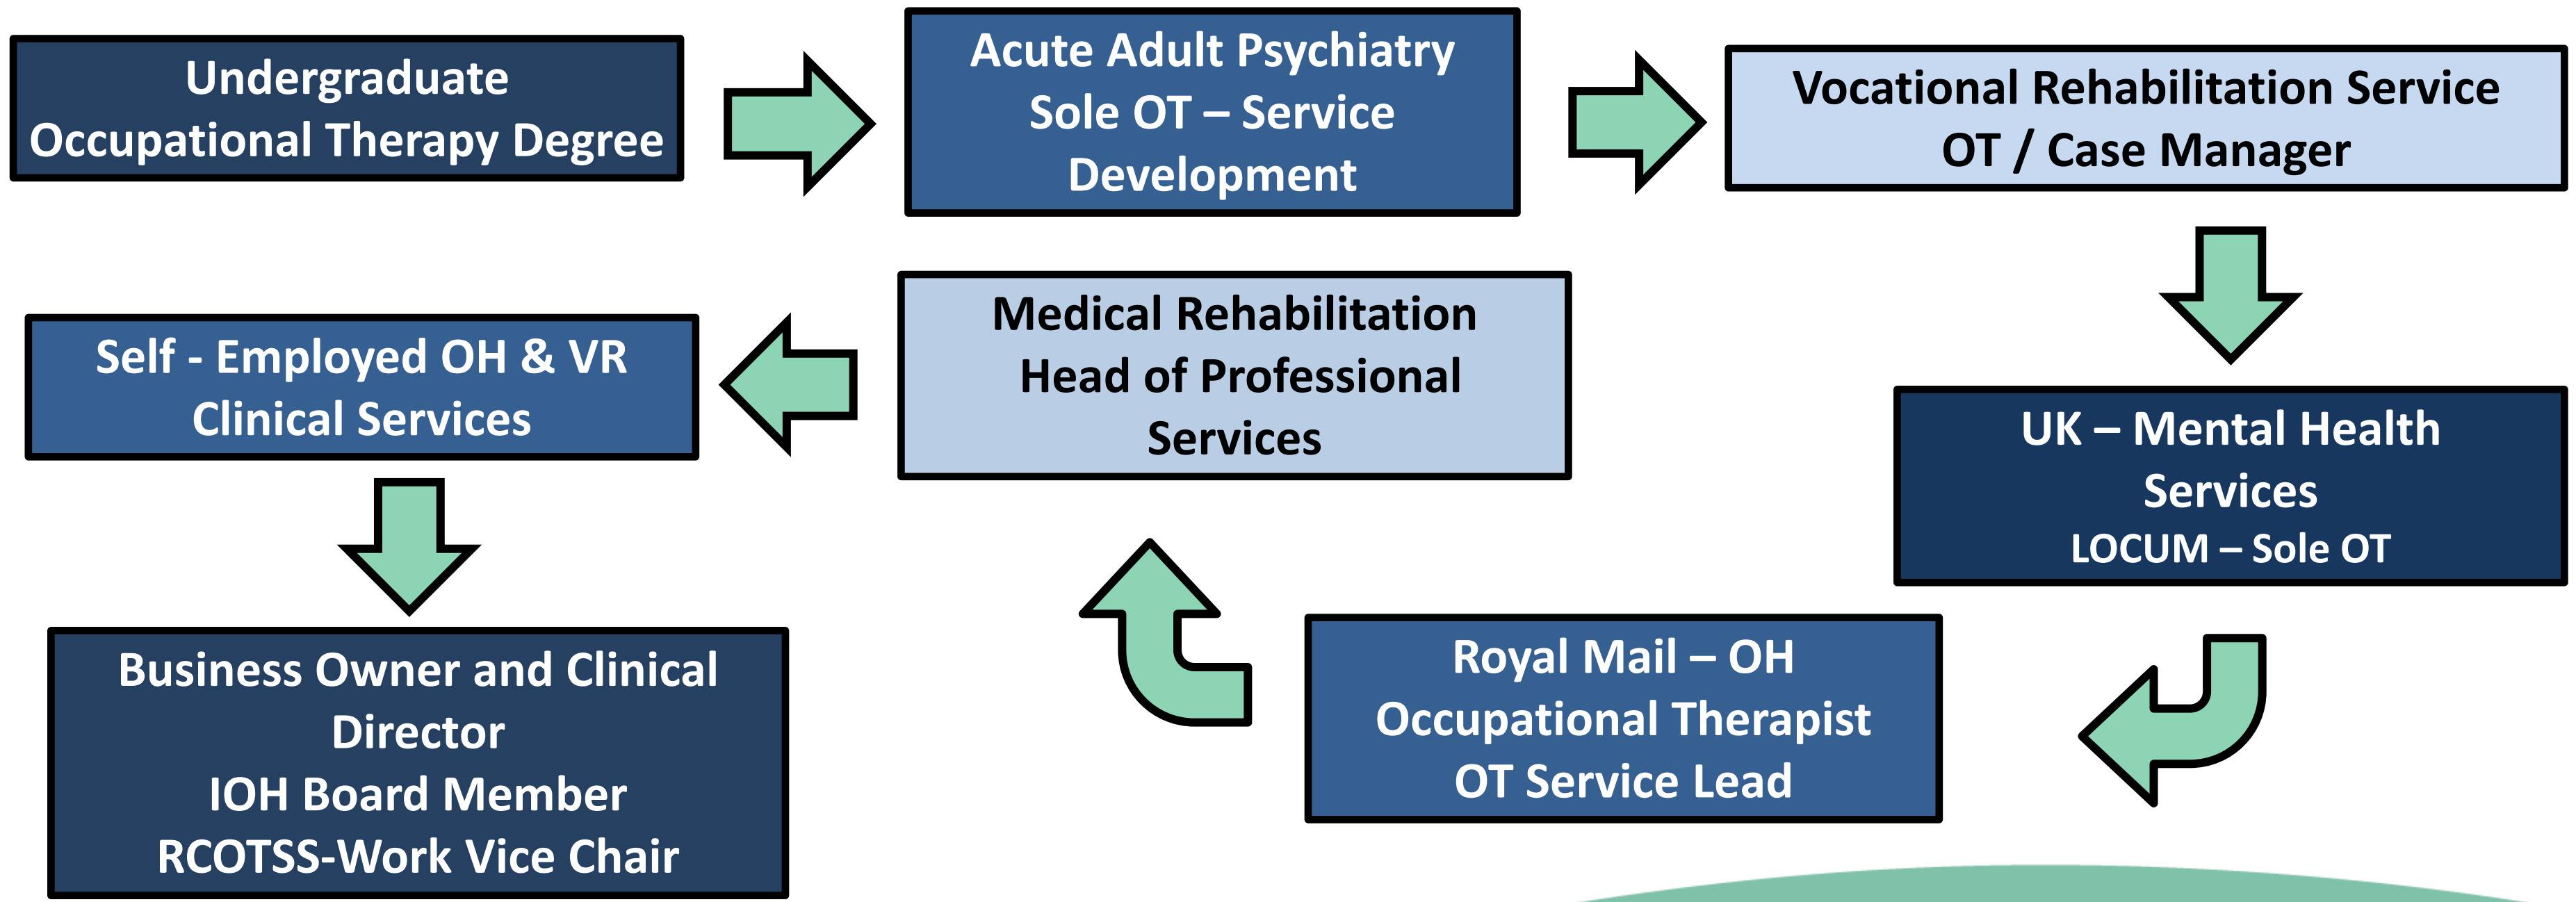 Undergraduate
Occupational Therapy Degree
Acute Adult Psychiatry
Sole OT – Service
Development
Vocational Rehabilitation Service
OT / Case Manager
UK – Mental Health
Services
LOCUM – Sole OT
Royal Mail – OH
Occupational Therapist
OT Service Lead
Medical Rehabilitation
Head of Professional
Services
Self - Employed OH & VR
Clinical Services
Business Owner and Clinical
Director
IOH Board Member
RCOTSS-Work Vice Chair